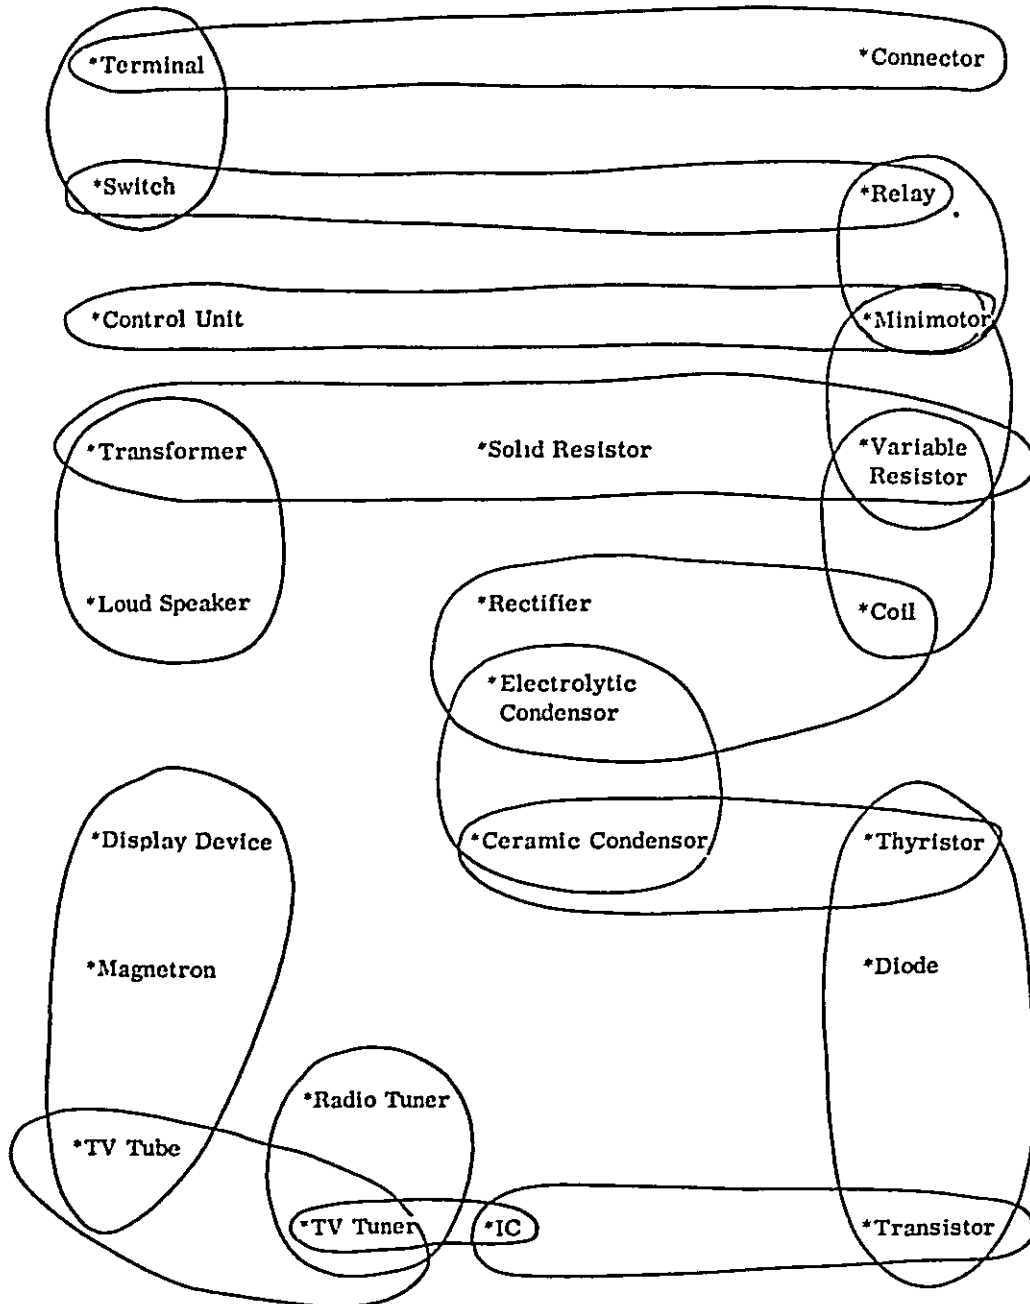 *Terminal *Connector
*Switch *Relay
*Control Unit *Minimotor
*Transformer *Solid Resistor *Variable
Resistor
*Loud Speaker *Rectifier *Coil
*Electrolytic
Condensor
*Display Device *Ceramic Condensor *Thyristor
*Magnetron *Diode
*Radio Tuner
*TV Tube
*TV Tuner *IC *Transistor